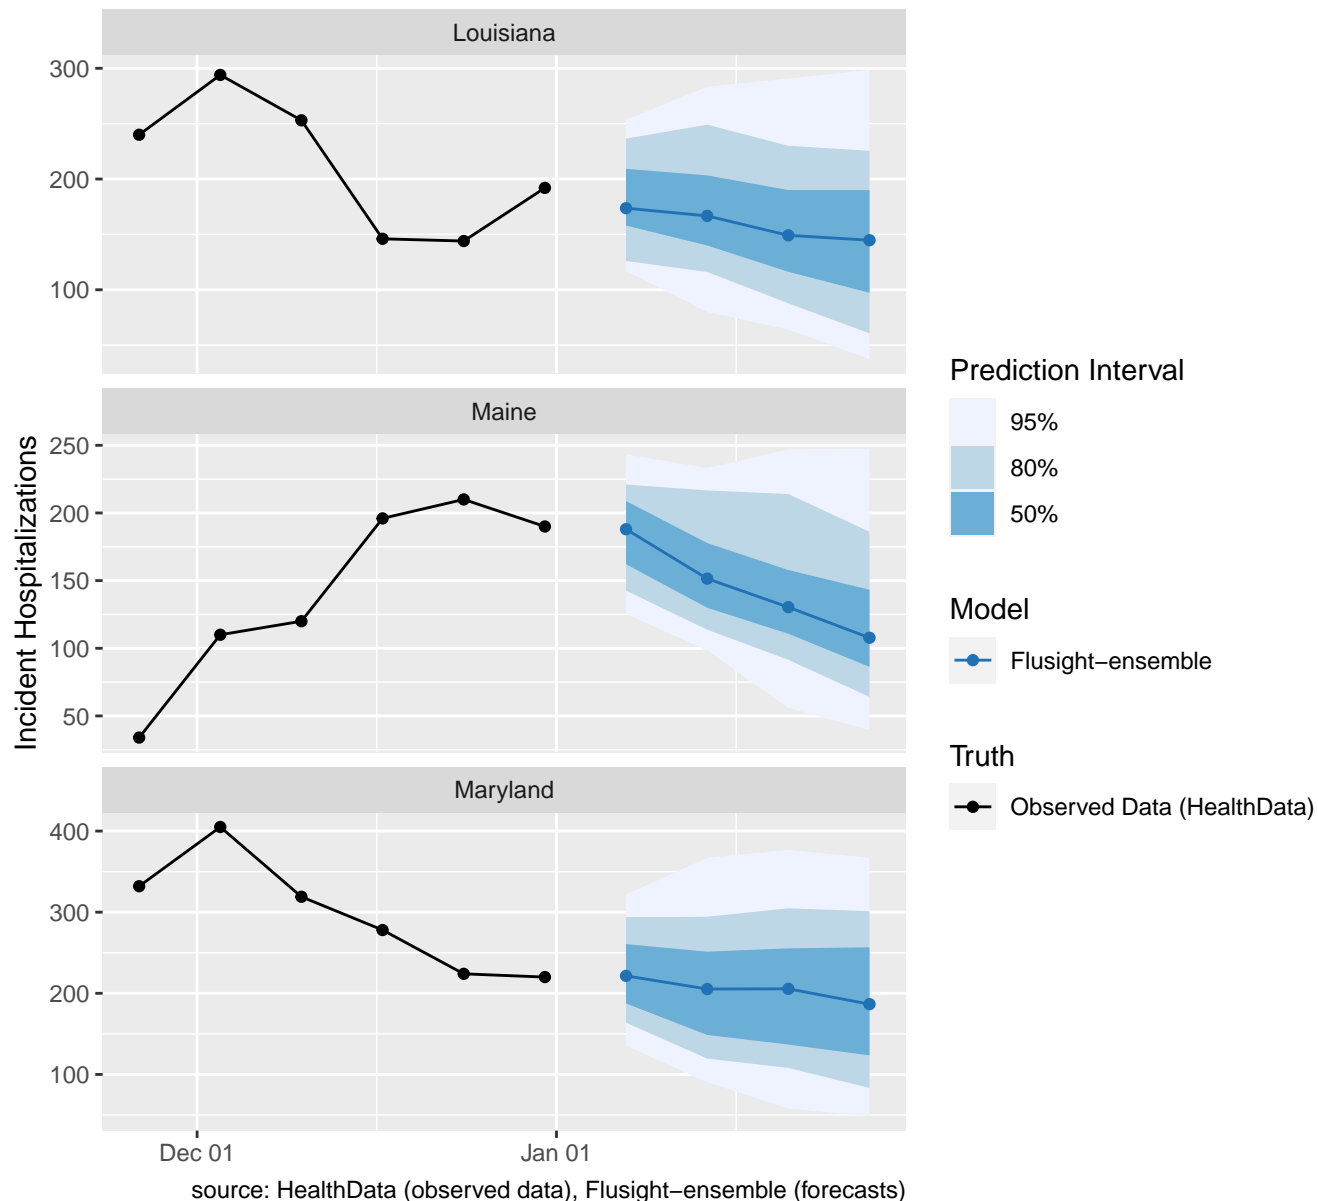 Louisiana
300
200
100
Maine
250
200
150
100
50
Maryland
400
300
200
100
Incident Hospitalizations
Dec 01
Jan 01
source: HealthData (observed data), Flusight−ensemble (forecasts)
Prediction Interval
95%
80%
50%
Model
Flusight−ensemble
Truth
Observed Data (HealthData)